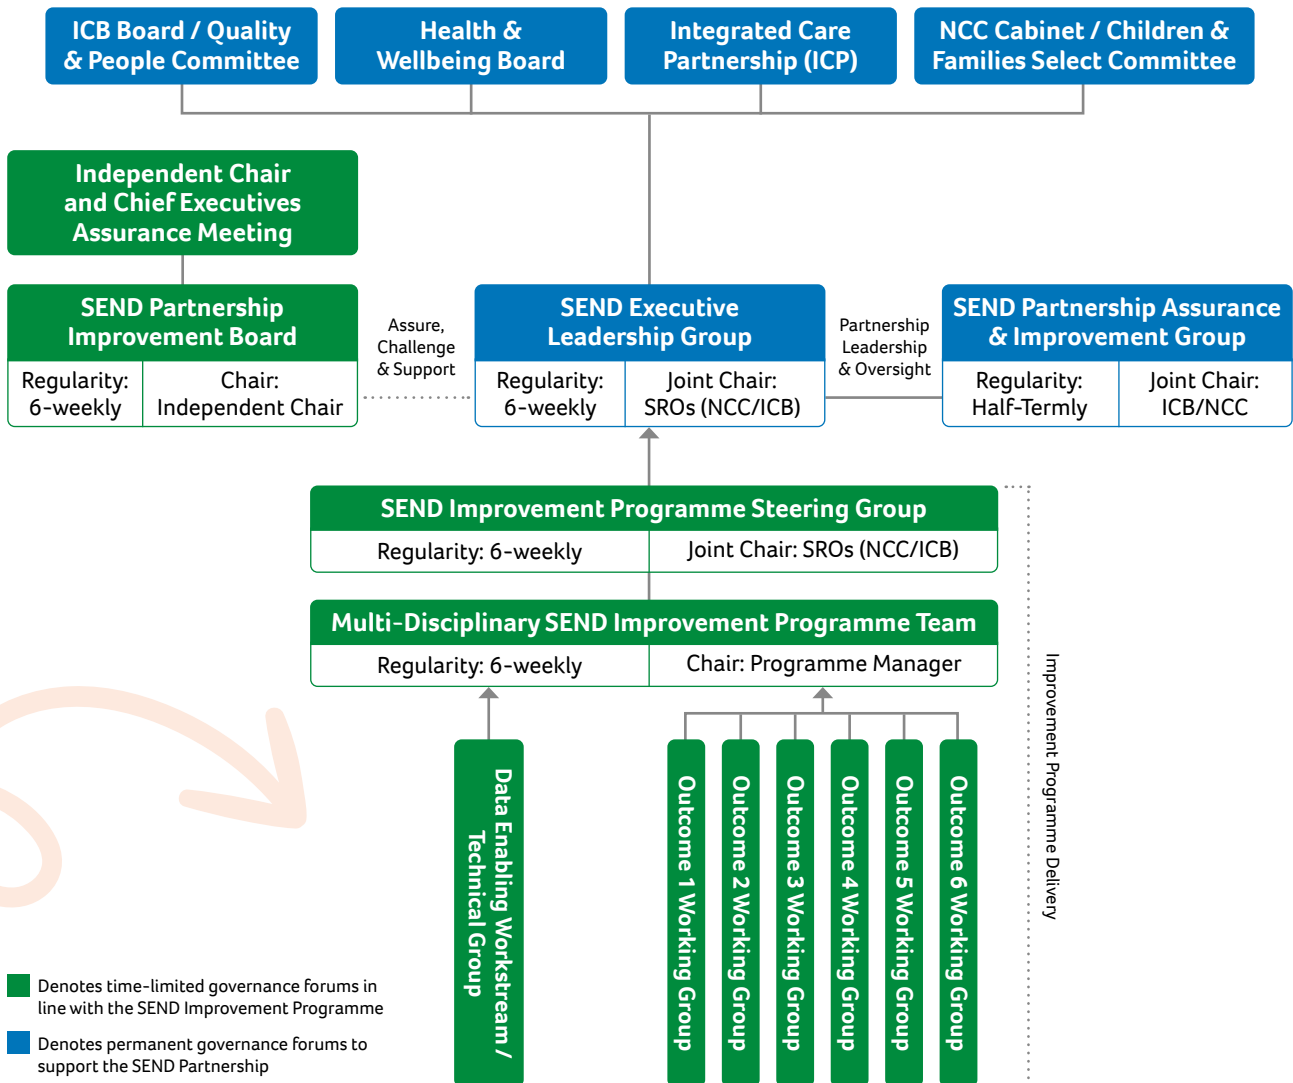 ICB Board / Quality
& People Committee
Health &
Wellbeing Board
Integrated Care
Partnership (ICP)
NCC Cabinet / Children &
Families Select Committee
Independent Chair
and Chief Executives
Assurance Meeting
SEND Partnership
Improvement Board
Regularity:
6-weekly
Chair:
Independent Chair
Assure,
Challenge
& Support
SEND Executive
Leadership Group
Regularity:
6-weekly
Joint Chair:
SROs (NCC/ICB)
Partnership
Leadership
& Oversight
SEND Partnership Assurance
& Improvement Group
Regularity:
Half-Termly
Joint Chair:
ICB/NCC
SEND Improvement Programme Steering Group
Regularity: 6-weekly
Joint Chair: SROs (NCC/ICB)
Multi-Disciplinary SEND Improvement Programme Team
Regularity: 6-weekly
Chair: Programme Manager
Data Enabling Workstream /
Technical Group
Outcome 1 Working Group
Outcome 2 Working Group
Outcome 3 Working Group
Outcome 4 Working Group
Outcome 5 Working Group
Outcome 6 Working Group
Improvement Programme Delivery
Denotes time-limited governance forums in
line with the SEND Improvement Programme
Denotes permanent governance forums to
support the SEND Partnership